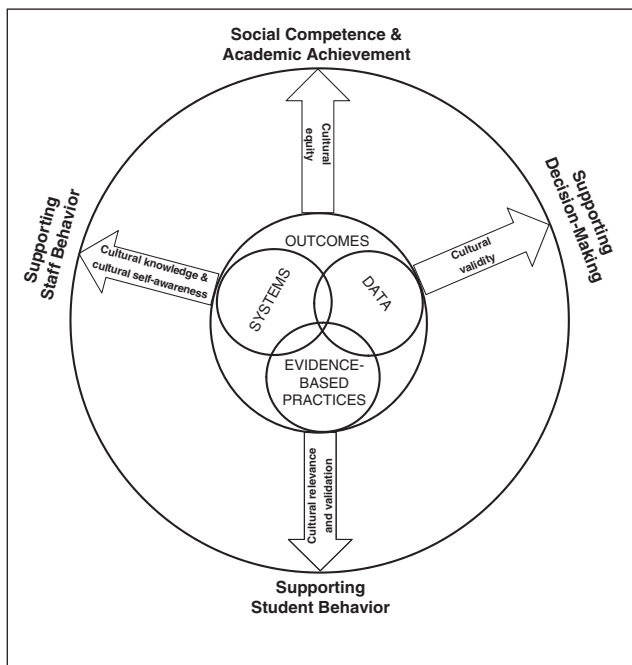 Social Competence &
Academic Achievement
Cultural
equity
Supporting
Decision-Making
Supporting
Staff Behavior
Cultural knowledge &
cultural self-awareness
Cultural
validity
OUTCOMES
SYSTEMS
DATA
EVIDENCE-
BASED
PRACTICES
Cultural relevance
and validation
Supporting
Student Behavior